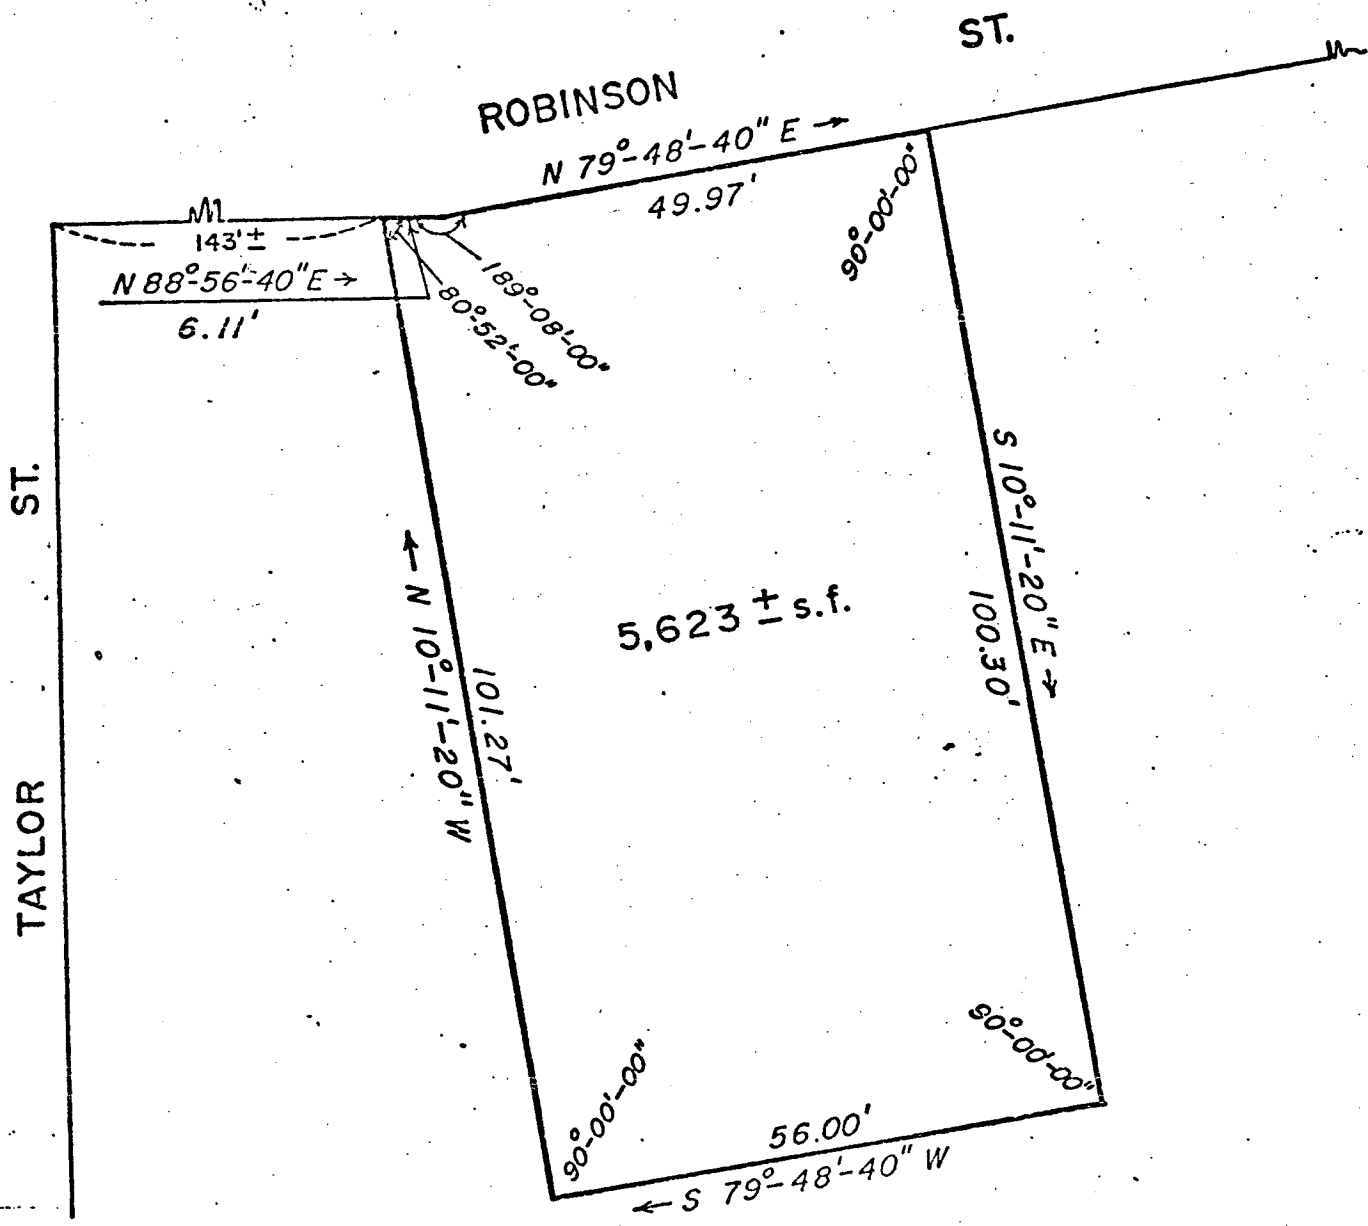 ST.
ROBINSON
N 79°-48'-40" E →
49.97'
143' ±
N 88°-56'-40" E →
6.11'
189°-08'-00"
80°-52'-00"
90°-00'-00"
ST.
TAYLOR
← N 10°-11'-20" W
101.27'
5,623 ± s.f.
S 10°-11'-20" E →
100.30'
90°-00'-00"
90°-00'-00"
56.00'
← S 79°-48'-40" W